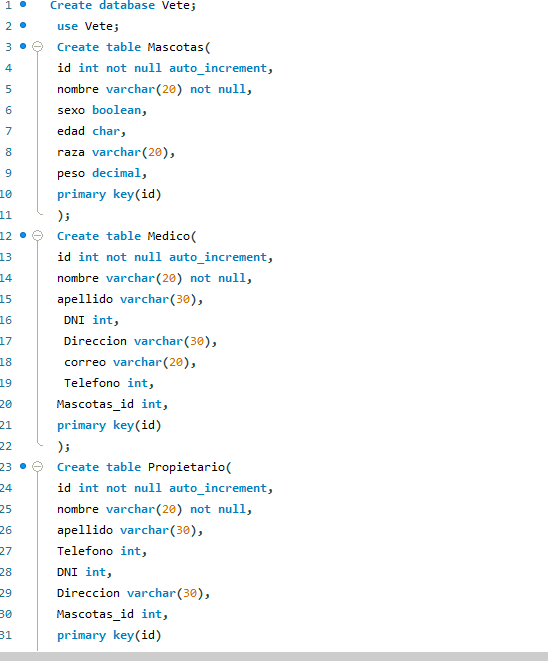 1 Create database Vete;
2 use Vete;
3 Create table Mascotas(
4 id int not null auto_increment,
5 nombre varchar(20) not null,
6 sexo boolean,
7 edad char,
8 raza varchar(20),
9 peso decimal,
10 primary key(id)
11 );
12 Create table Medico(
13 id int not null auto_increment,
14 nombre varchar(20) not null,
15 apellido varchar(30),
16 DNI int,
17 Direccion varchar(30),
18 correo varchar(20),
19 Telefono int,
20 Mascotas_id int,
21 primary key(id)
22 );
23 Create table Propietario(
24 id int not null auto_increment,
25 nombre varchar(20) not null,
26 apellido varchar(30),
27 Telefono int,
28 DNI int,
29 Direccion varchar(30),
30 Mascotas_id int,
31 primary key(id)